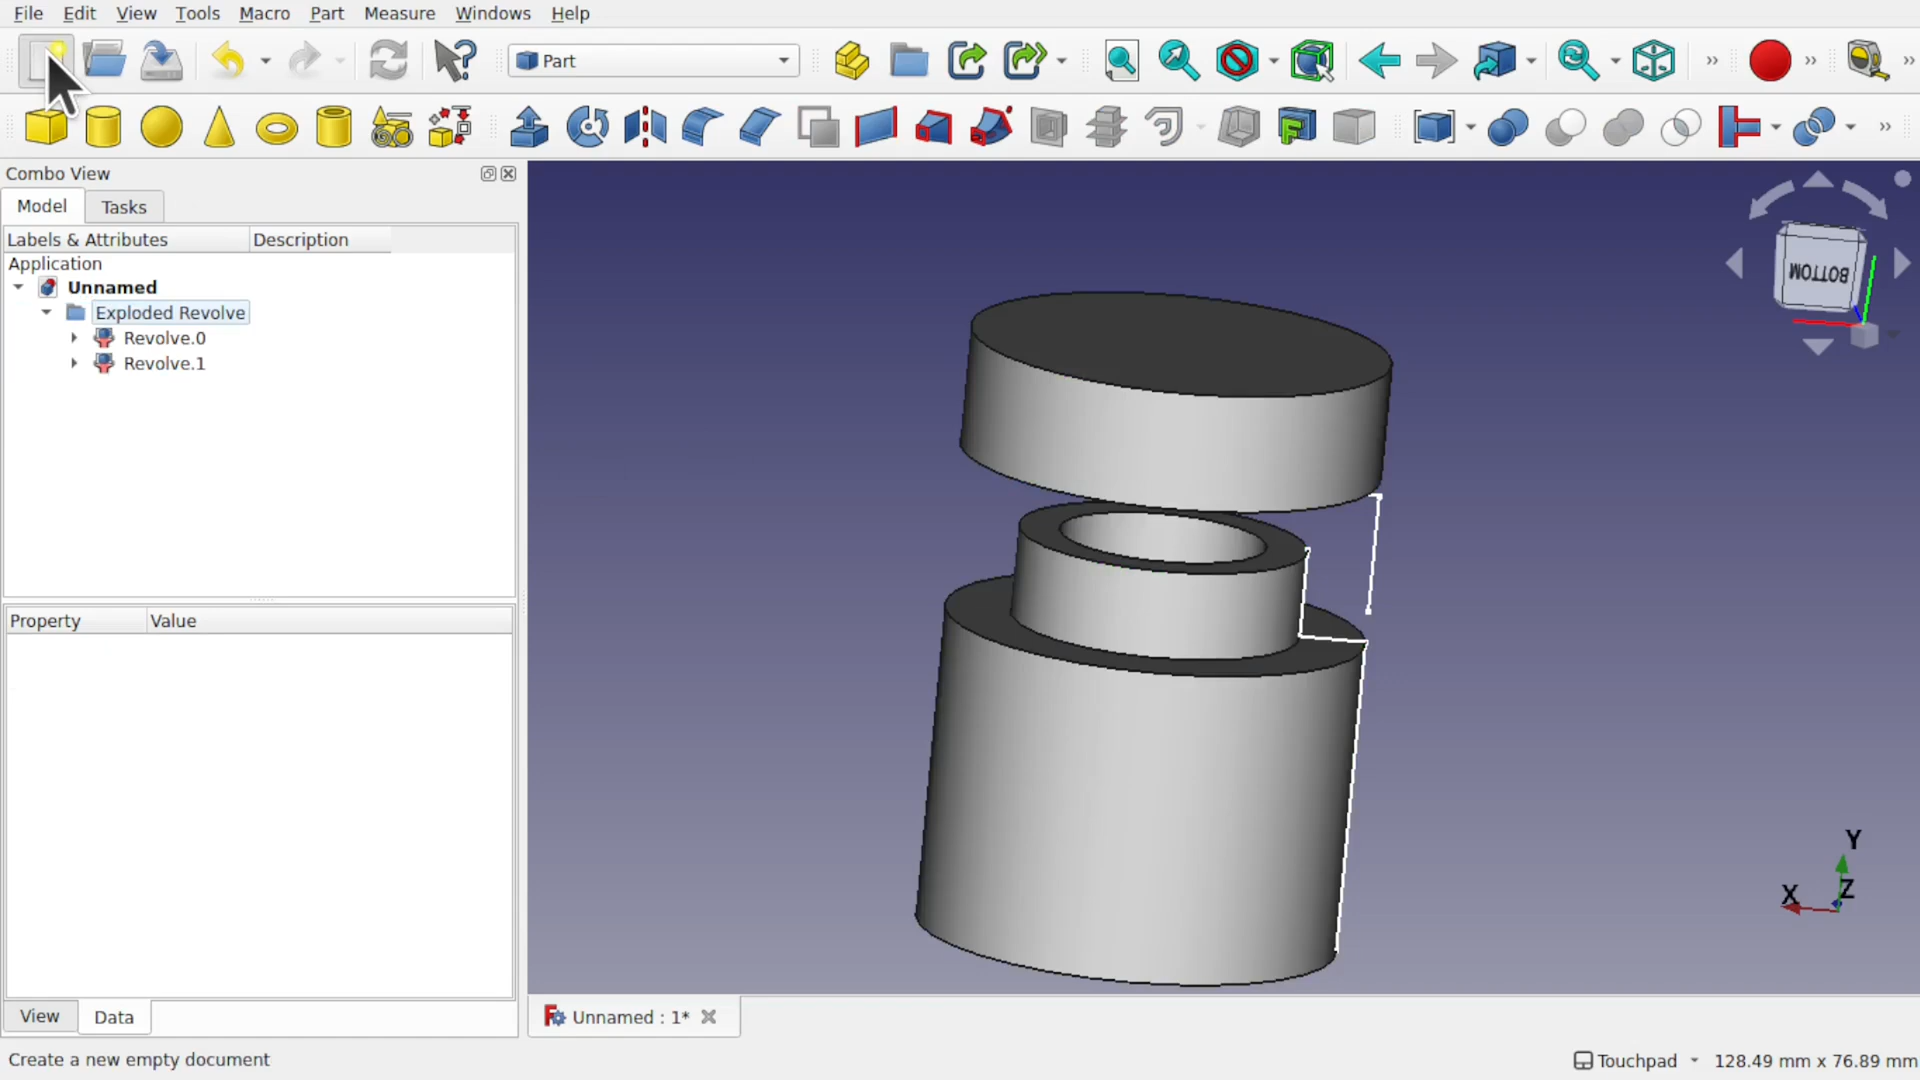 File Edit View Tools Macro Part Measure Windows Help
Part
Combo View
Model Tasks
Labels & Attributes Description
Application
Unnamed
Exploded Revolve
Revolve.0
Revolve.1
Property Value
View Data
BOTTOM
Y
X Z
Unnamed : 1*
Create a new empty document
Touchpad 128.49 mm x 76.89 mm